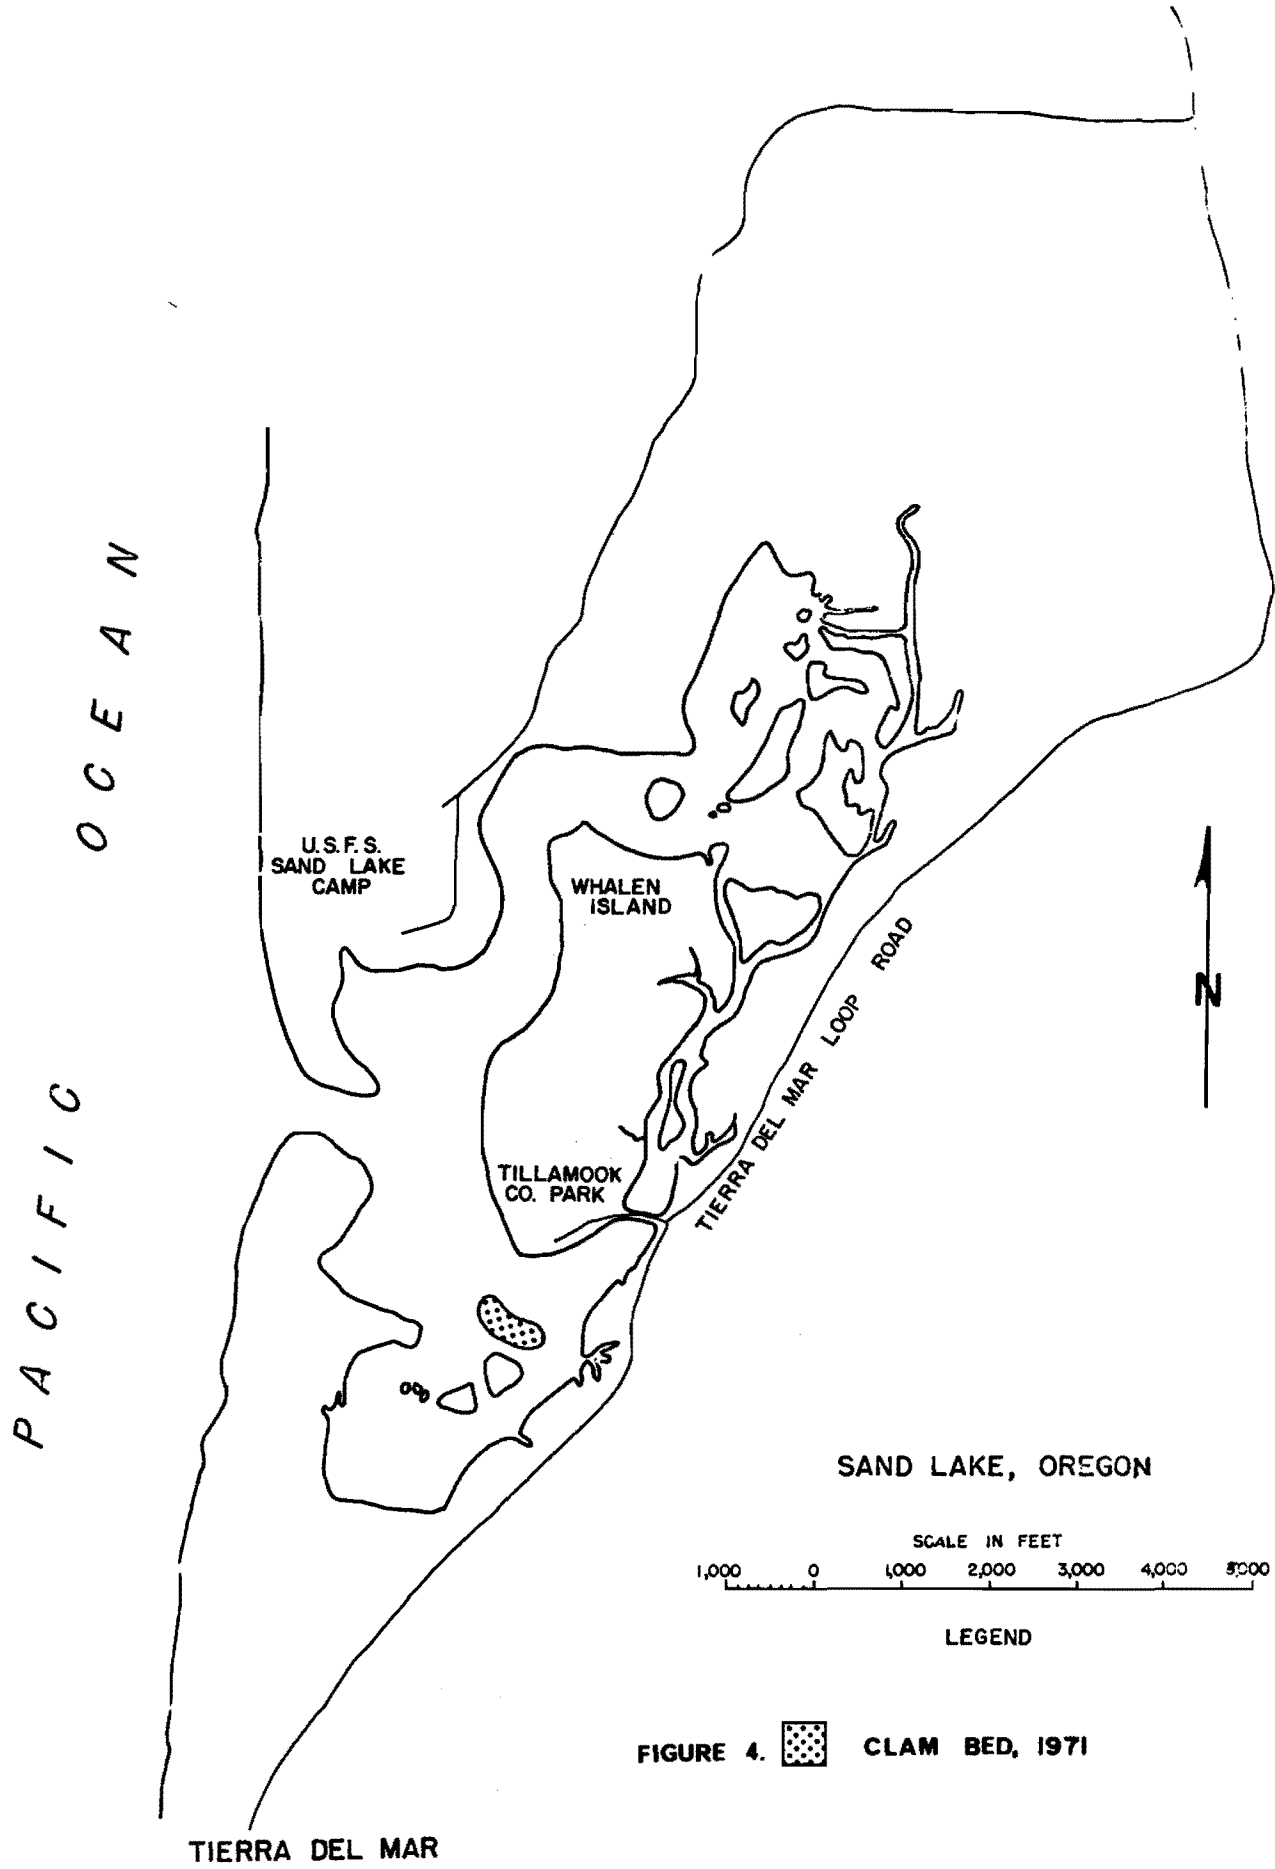 PACIFIC OCEAN
U.S.F.S.
SAND LAKE
CAMP
WHALEN
ISLAND
TIERRA DEL MAR LOOP ROAD
N
TILLAMOOK
CO. PARK
SAND LAKE, OREGON
SCALE IN FEET
1,000 0 1,000 2,000 3,000 4,000 5,000
LEGEND
FIGURE 4. CLAM BED, 1971
TIERRA DEL MAR